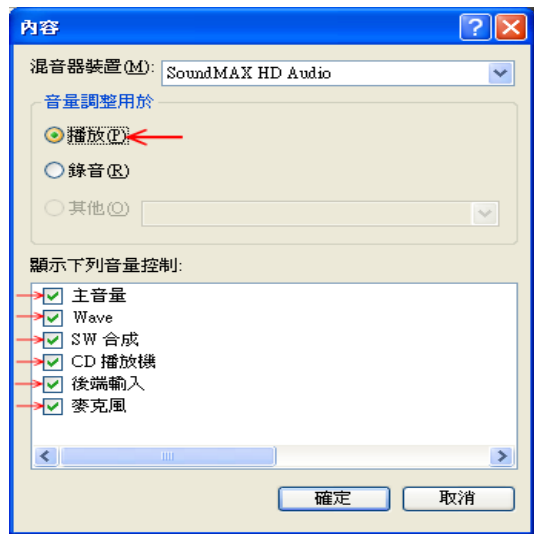 內容
混音器裝置(M): SoundMAX HD Audio
音量調整用於
播放(P)
錄音(R)
其他(O)
顯示下列音量控制:
主音量
Wave
SW 合成
CD 播放機
後端輸入
麥克風
確定 取消